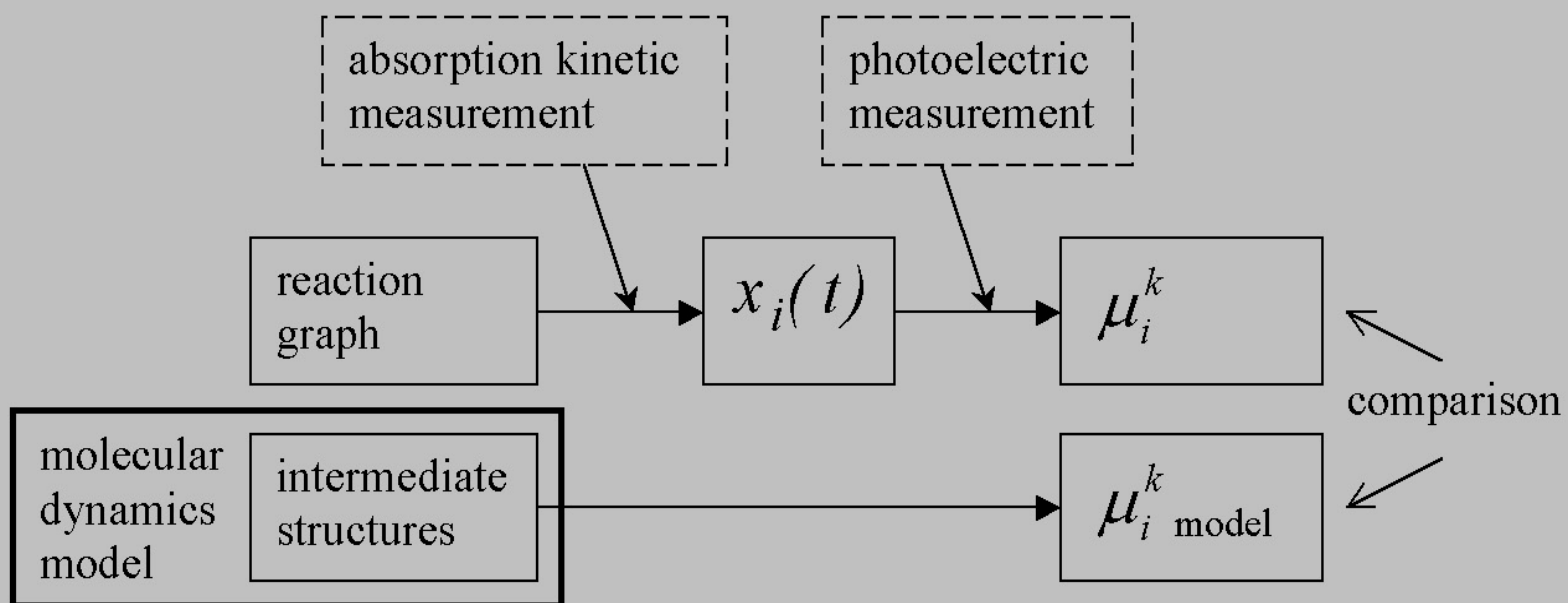 absorption kinetic
measurement
photoelectric
measurement
reaction
graph
x_i(t)
μ_i^k
comparison
molecular
dynamics
model
intermediate
structures
μ_i^k model